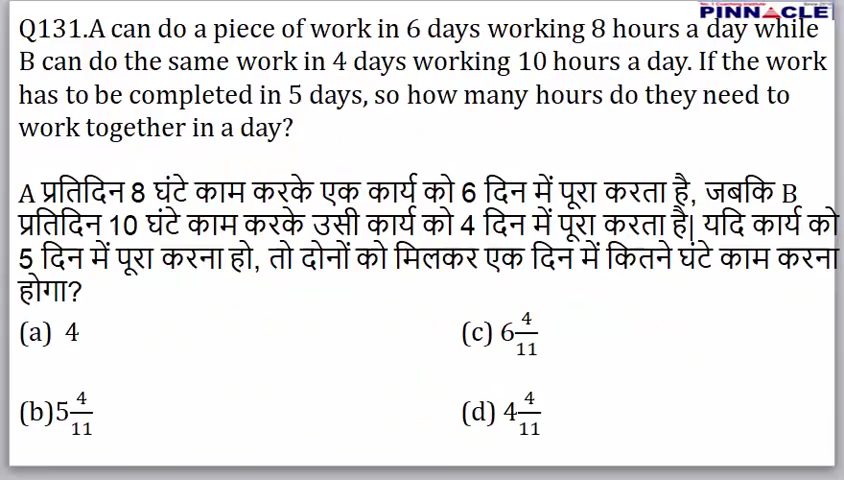 PINNACLE
Q131.A can do a piece of work in 6 days working 8 hours a day while
B can do the same work in 4 days working 10 hours a day. If the work
has to be completed in 5 days, so how many hours do they need to
work together in a day?
A प्रतिदिन 8 घंटे काम करके एक कार्य को 6 दिन में पूरा करता है, जबकि B
प्रतिदिन 10 घंटे काम करके उसी कार्य को 4 दिन में पूरा करता है| यदि कार्य को
5 दिन में पूरा करना हो, तो दोनों को मिलकर एक दिन में कितने घंटे काम करना
होगा?
(a) 4
(c) 6 4/11
(b)5 4/11
(d) 4 4/11